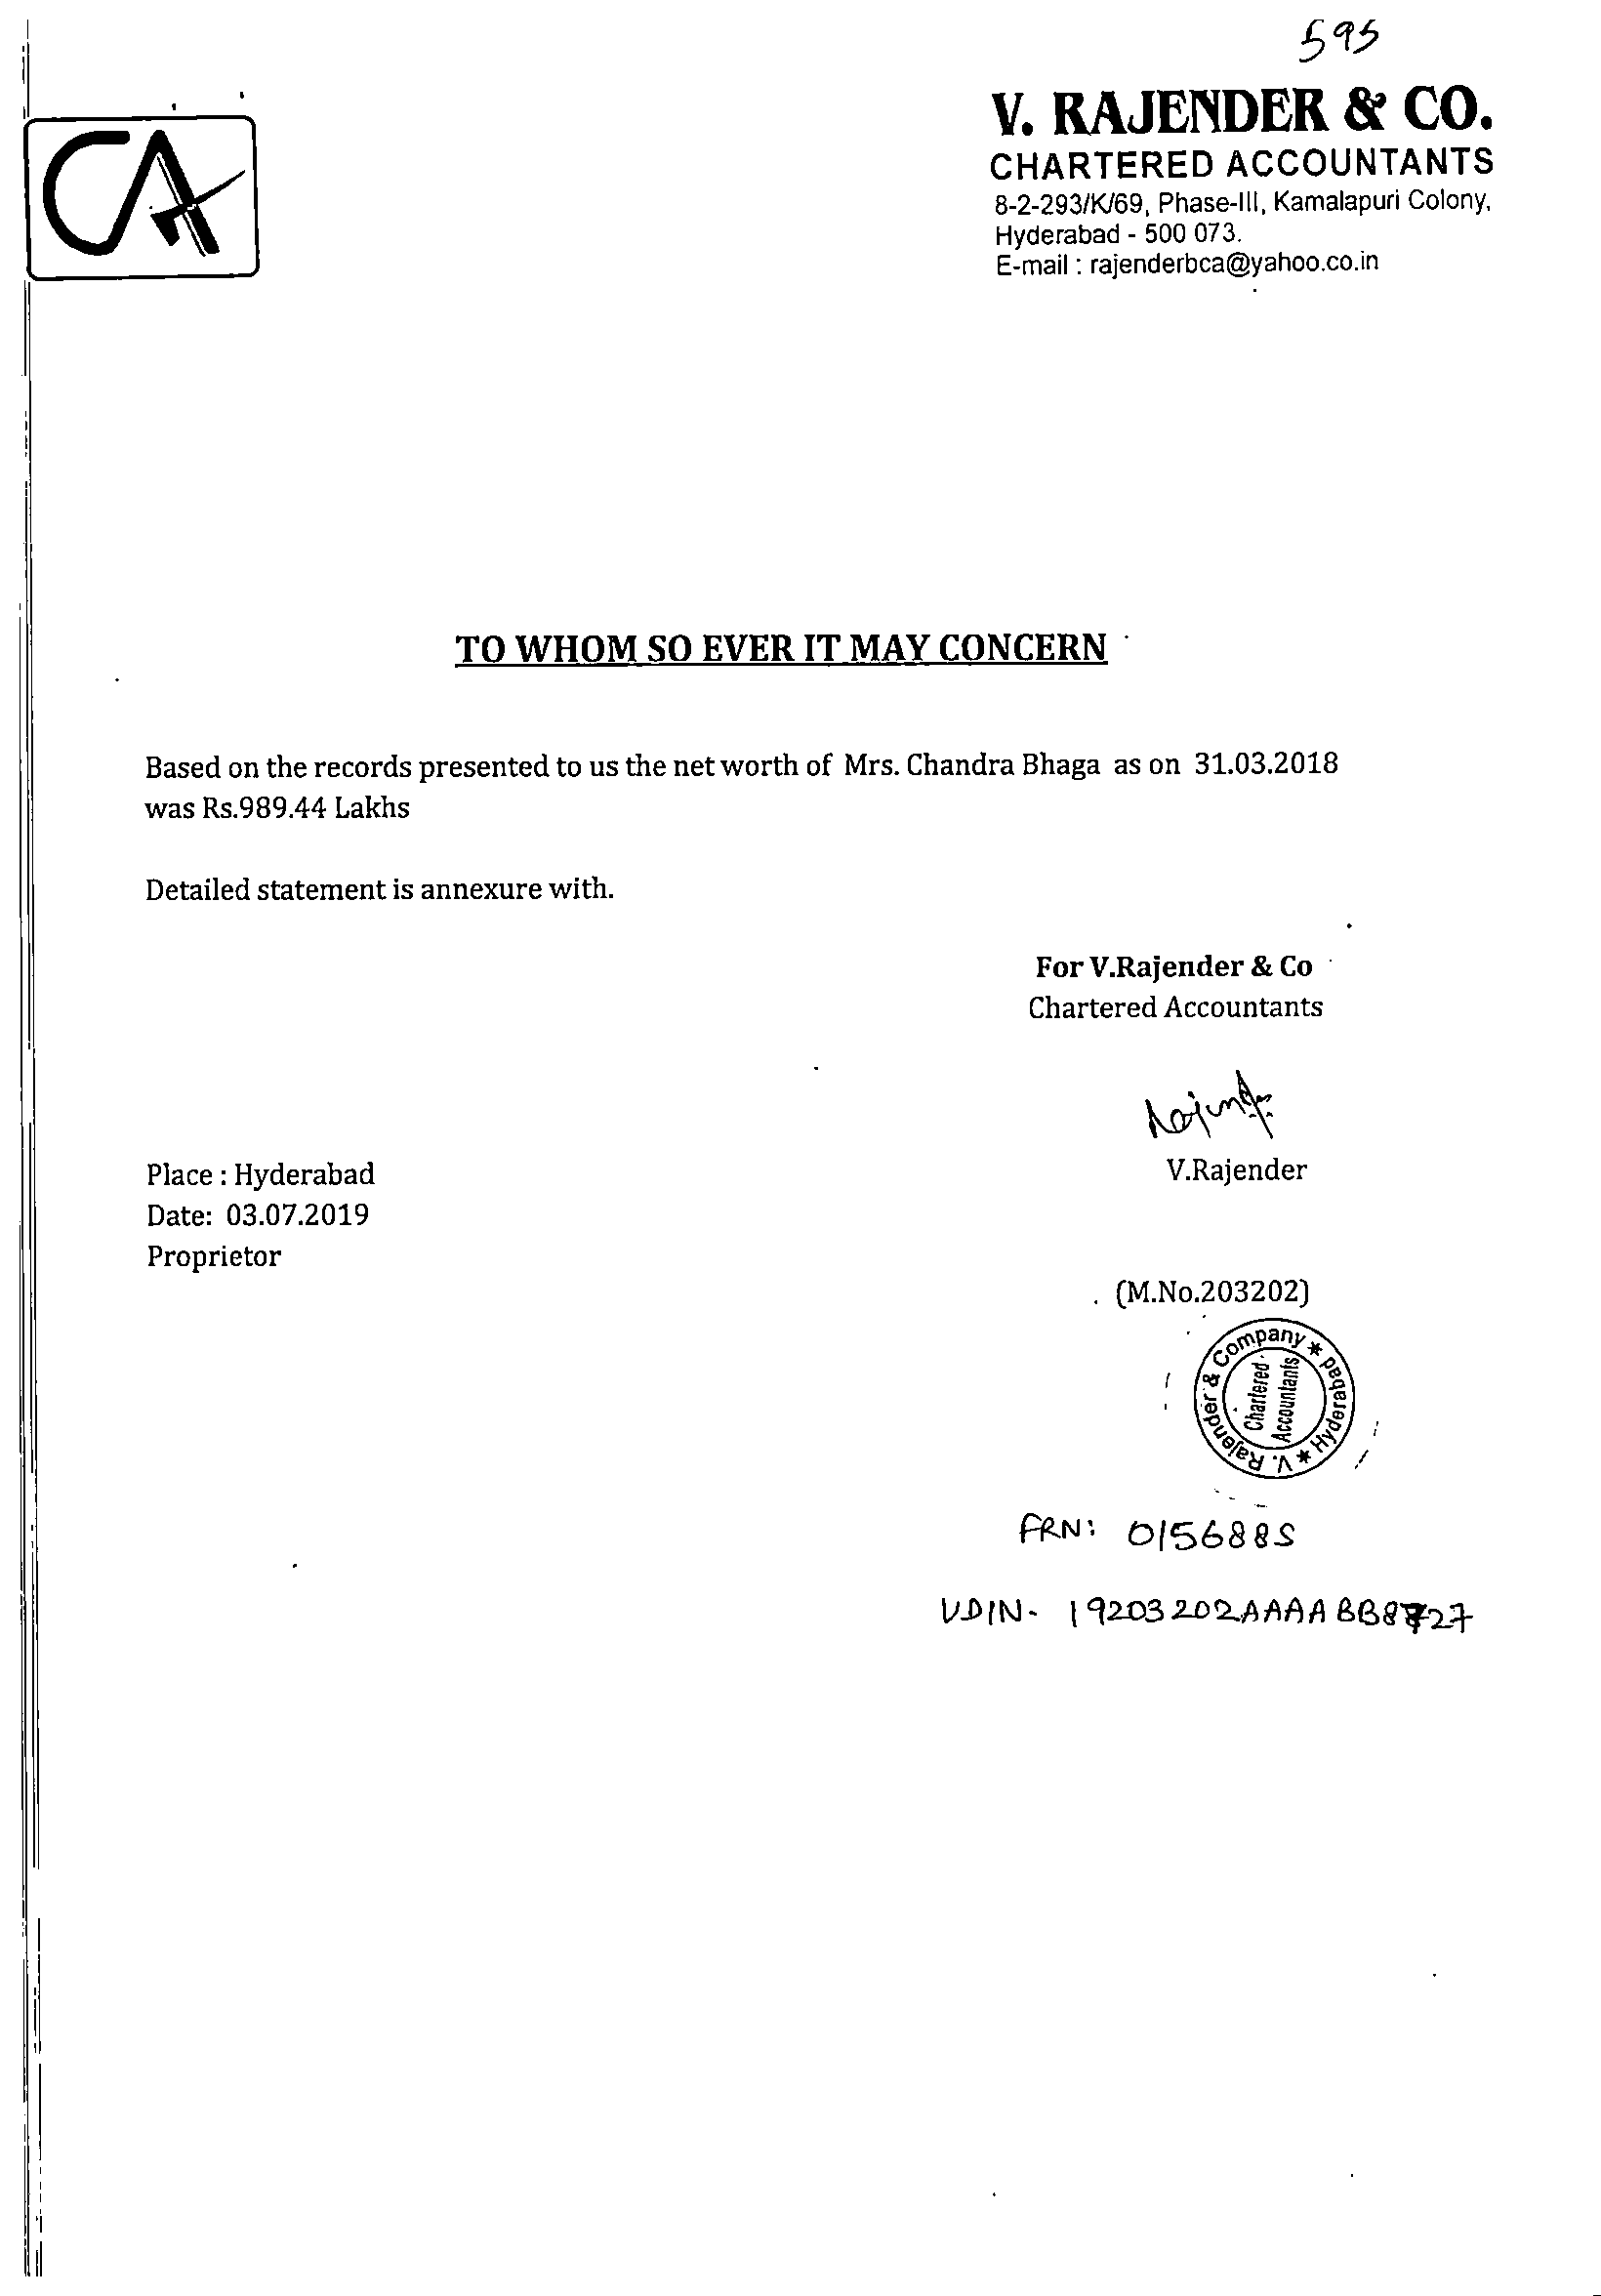 595
CA
V. RAJENDER & CO.
CHARTERED ACCOUNTANTS
8-2-293/K/69, Phase-III, Kamalapuri Colony,
Hyderabad - 500 073.
E-mail : rajenderbca@yahoo.co.in
TO WHOM SO EVER IT MAY CONCERN
Based on the records presented to us the net worth of Mrs. Chandra Bhaga as on 31.03.2018
was Rs.989.44 Lakhs
Detailed statement is annexure with.
For V.Rajender & Co
Chartered Accountants
Rajender
V.Rajender
Place : Hyderabad
Date: 03.07.2019
Proprietor
(M.No.203202)
V. Rajender & Company * Hyderabad *
Chartered
Accountants
FRN: 015688S
UDIN- 19203202AAAABB8727